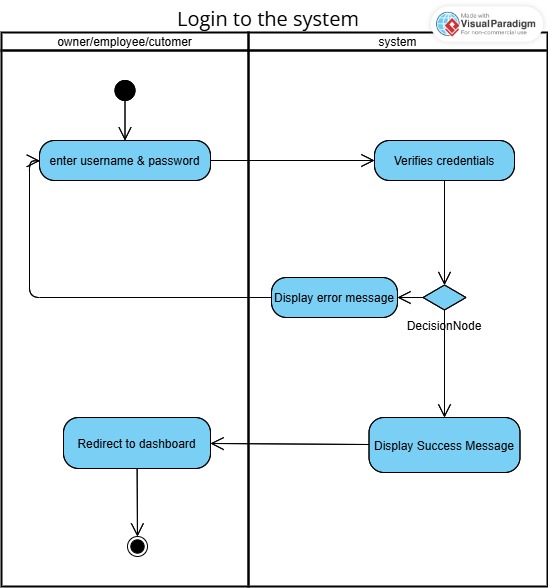 Login to the system
Made with
Visual Paradigm
For non-commercial use
owner/employee/cutomer
system
enter username & password
Verifies credentials
Display error message
DecisionNode
Redirect to dashboard
Display Success Message